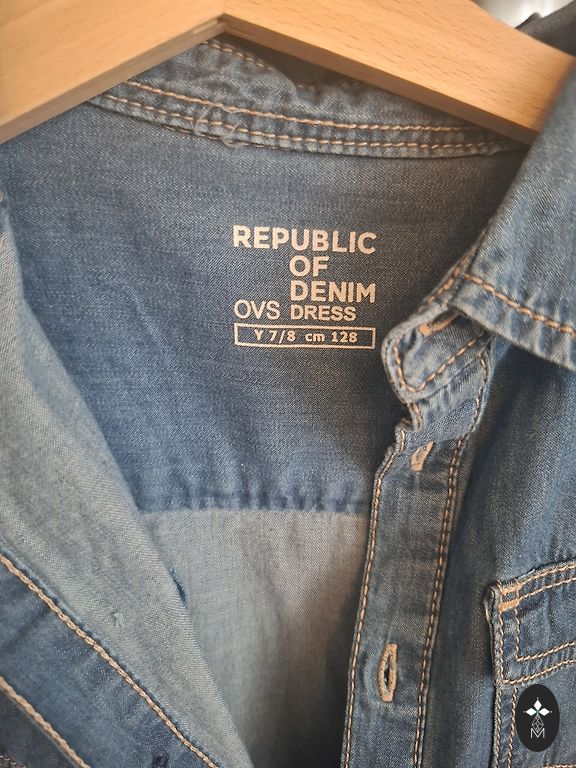 REPUBLIC
OF
DENIM
OVS DRESS
Y 7/8 cm 128
M